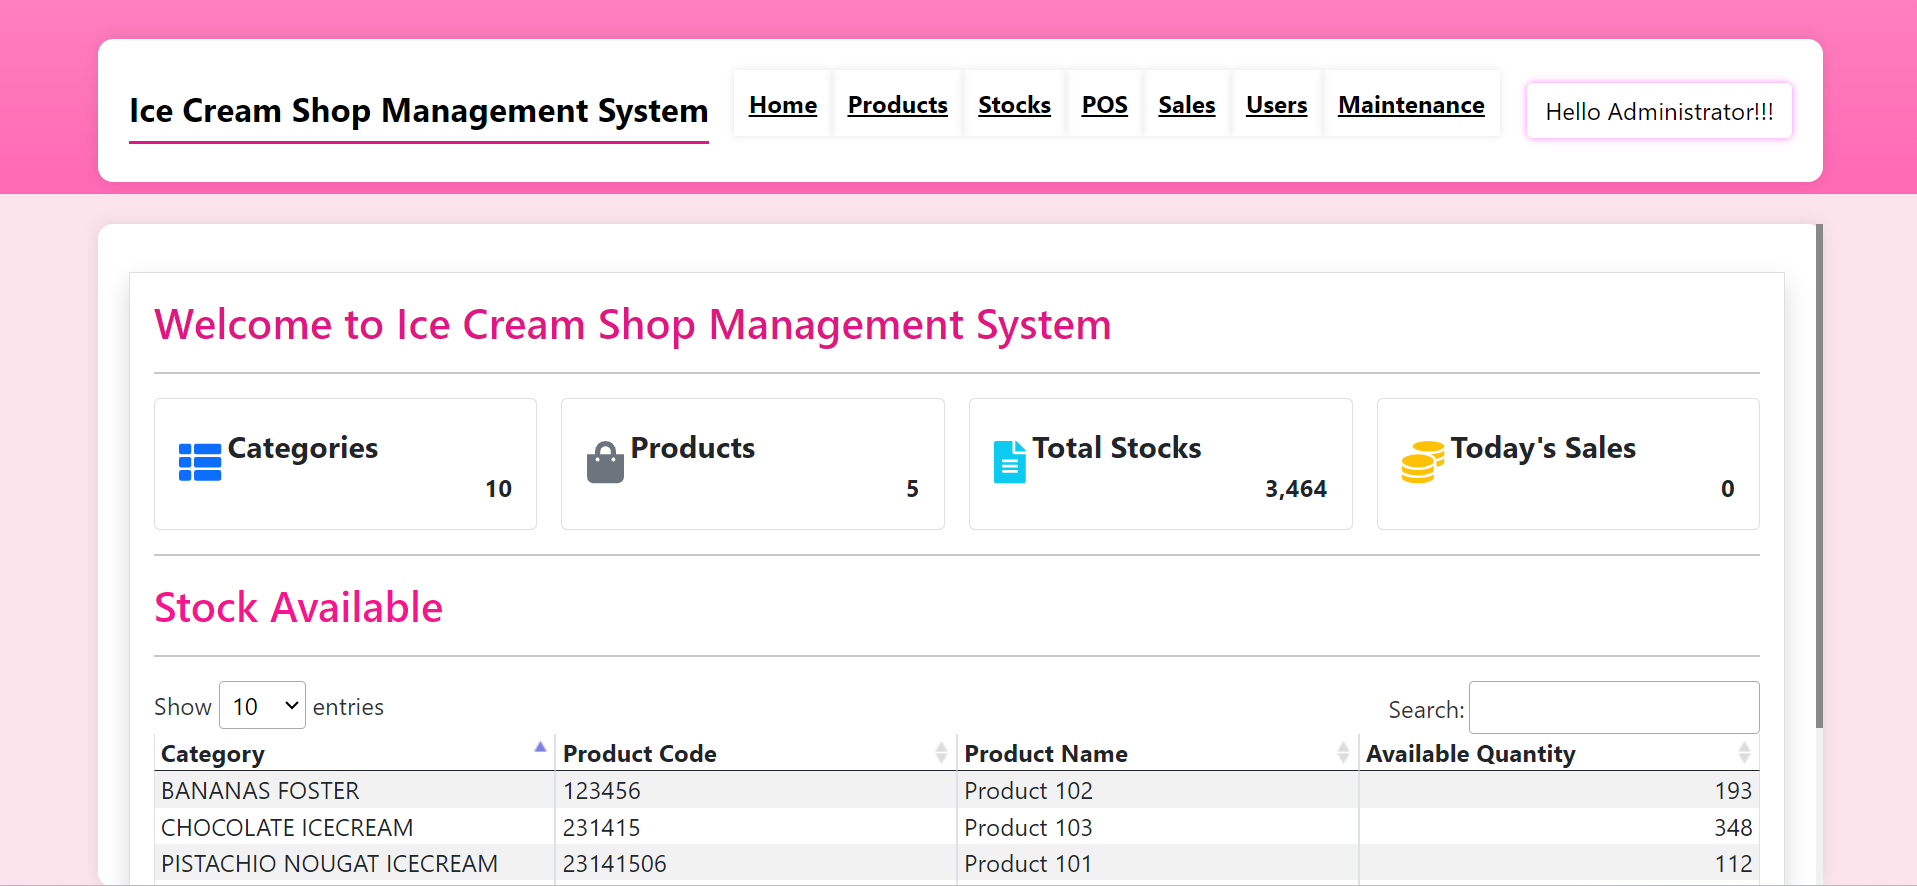 Ice Cream Shop Management System
Home Products Stocks POS Sales Users Maintenance
Hello Administrator!!!
Welcome to Ice Cream Shop Management System
Categories
10
Products
5
Total Stocks
3,464
Today's Sales
0
Stock Available
Show 10 entries
Search:
Category Product Code Product Name Available Quantity
BANANAS FOSTER 123456 Product 102 193
CHOCOLATE ICECREAM 231415 Product 103 348
PISTACHIO NOUGAT ICECREAM 23141506 Product 101 112